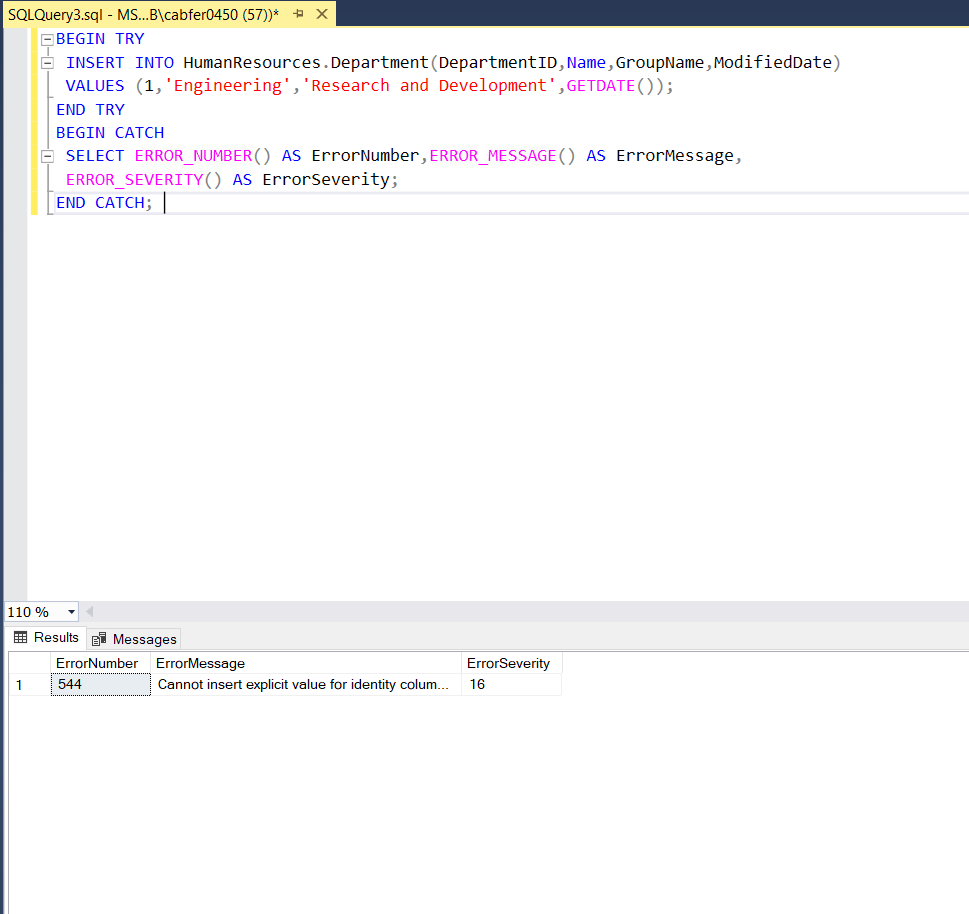 SQLQuery3.sql - MS...B\cabfer0450 (57))*
BEGIN TRY
INSERT INTO HumanResources.Department(DepartmentID,Name,GroupName,ModifiedDate)
VALUES (1,'Engineering','Research and Development',GETDATE());
END TRY
BEGIN CATCH
SELECT ERROR_NUMBER() AS ErrorNumber,ERROR_MESSAGE() AS ErrorMessage,
ERROR_SEVERITY() AS ErrorSeverity;
END CATCH;
110 %
Results Messages
ErrorNumber ErrorMessage ErrorSeverity
1 544 Cannot insert explicit value for identity colum... 16